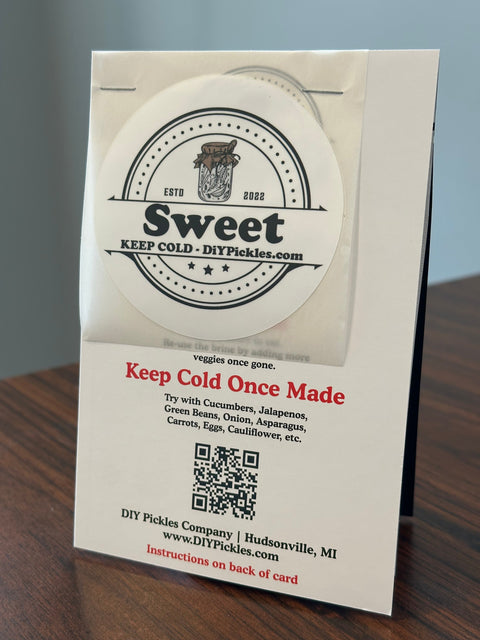 ESTD 2022
Sweet
KEEP COLD - DiYPickles.com
Re-use the brine by adding more
veggies once gone.
Keep Cold Once Made
Try with Cucumbers, Jalapenos,
Green Beans, Onion, Asparagus,
Carrots, Eggs, Cauliflower, etc.
DIY Pickles Company | Hudsonville, MI
www.DIYPickles.com
Instructions on back of card